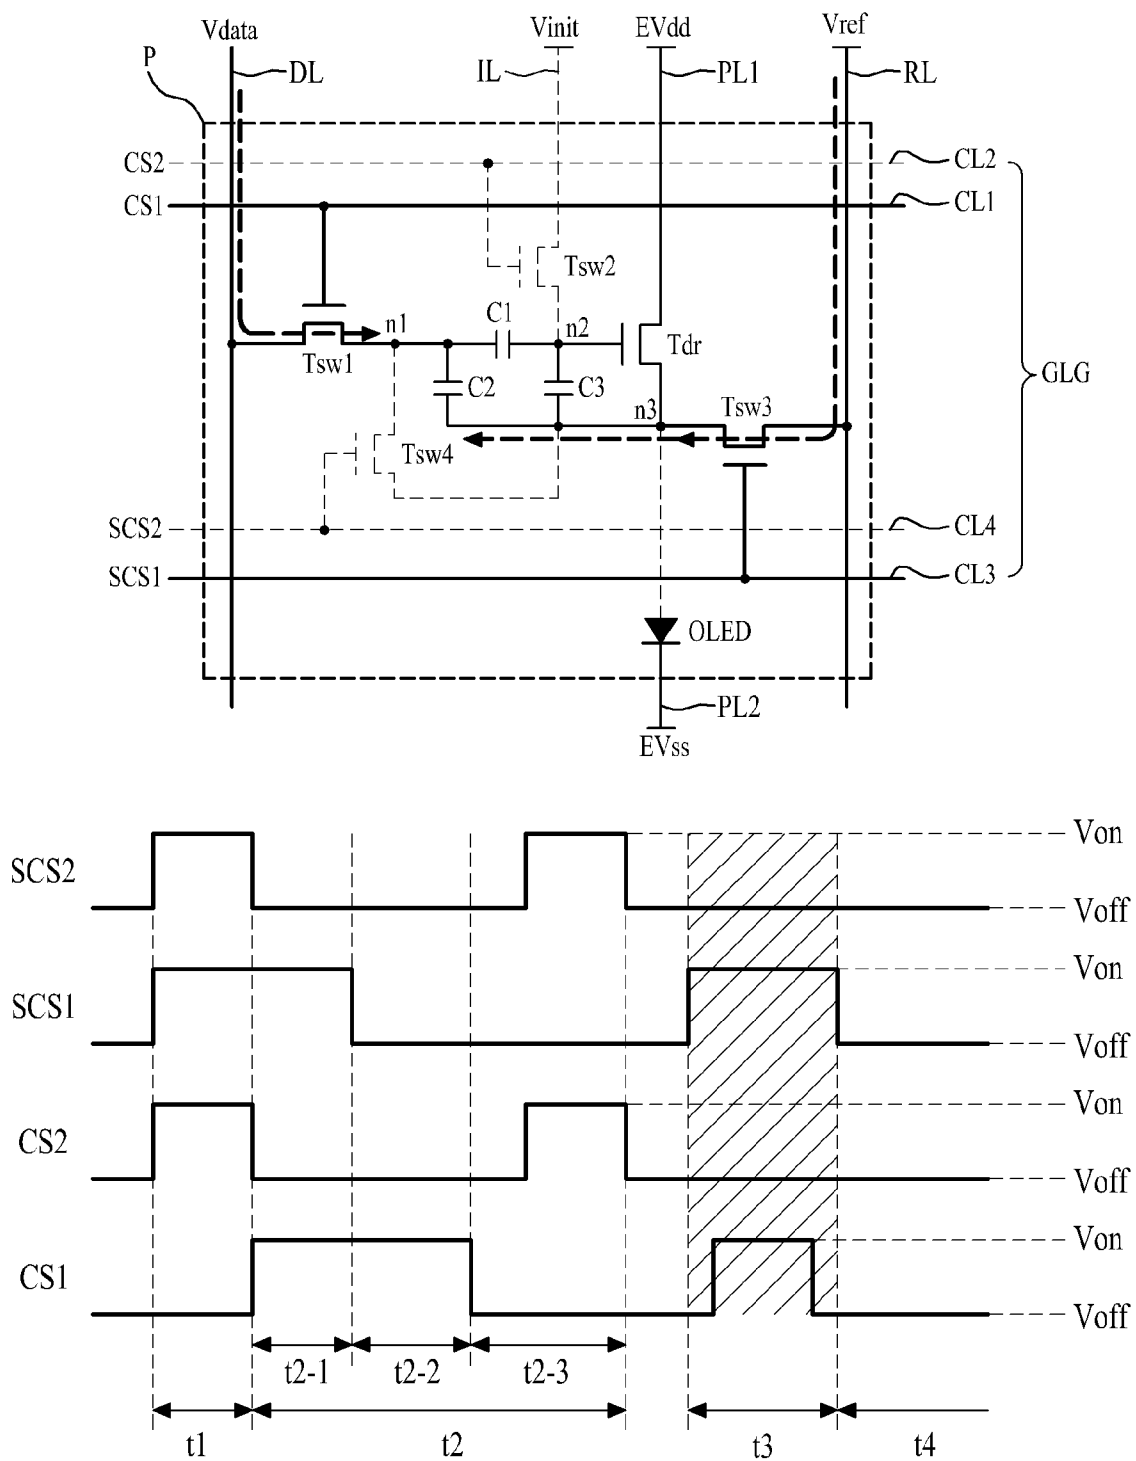 Vdata Vinit EVdd Vref
P DL IL PL1 RL
CS2 CL2
CS1 CL1
Tsw2
n1 C1 n2
Tsw1 Tdr
C2 C3 GLG
n3 Tsw3
Tsw4
SCS2 CL4
SCS1 CL3
OLED
PL2
EVss
Von
SCS2
Voff
Von
SCS1
Voff
Von
CS2
Voff
Von
CS1
Voff
t2-1 t2-2 t2-3
t1 t2 t3 t4